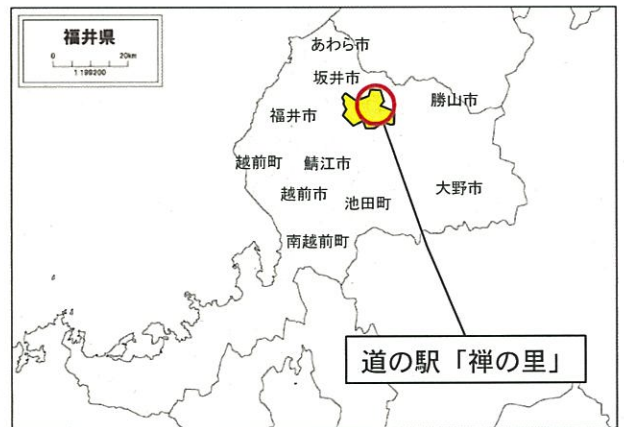 福井県
0 20km
1:1199200
あわら市
坂井市
勝山市
福井市
越前町
鯖江市
越前市
池田町
大野市
南越前町
道の駅「禅の里」